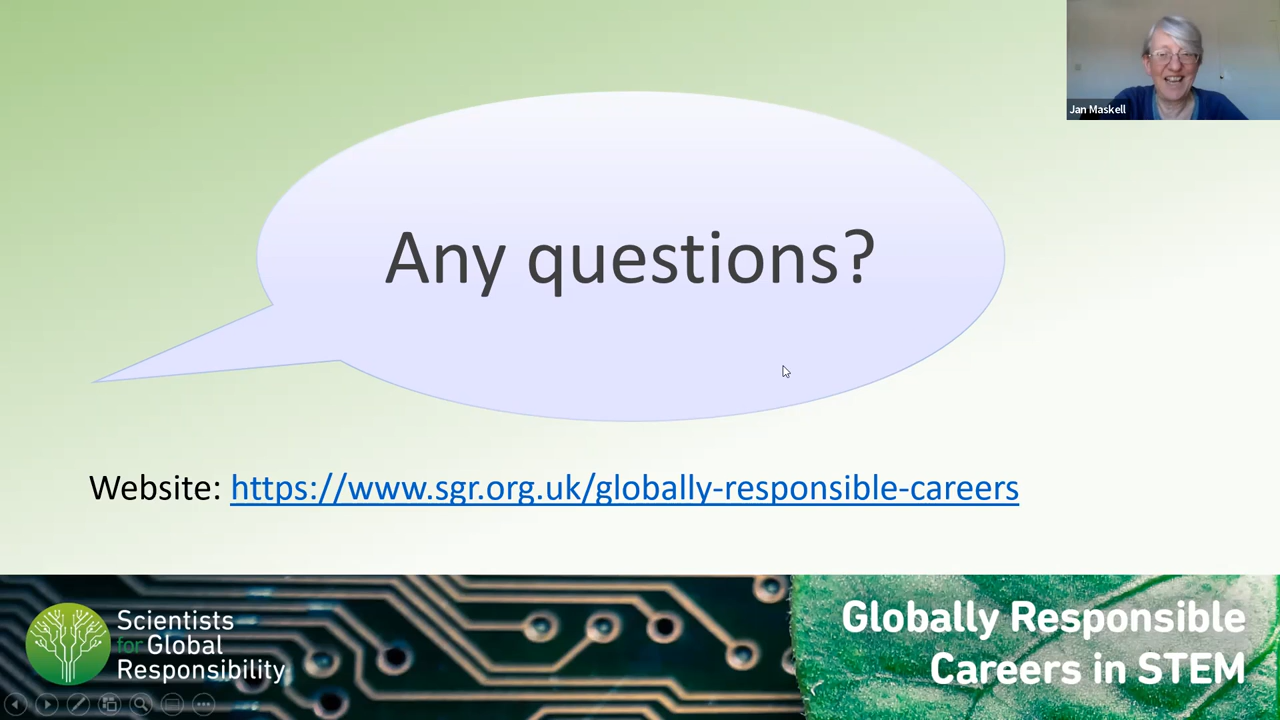 Jan Maskell
Any questions?
Website: https://www.sgr.org.uk/globally-responsible-careers
Scientists
for Global
Responsibility
Globally Responsible
Careers in STEM